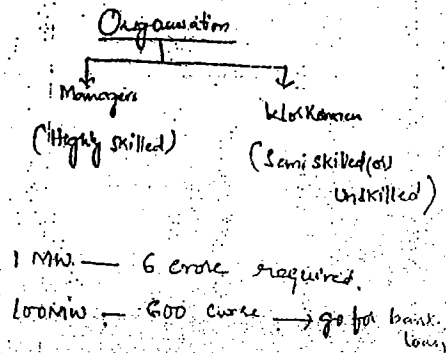 Organisation
Managers Workmen
(Highly skilled) (Semi skilled (or)
Unskilled)
1 MW. — 6 crore required.
100MW — 600 crore → go for bank
loan